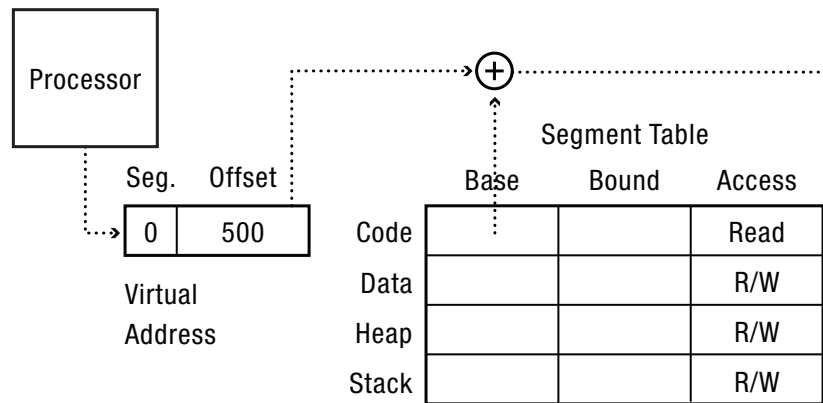 Processor
Segment Table
Seg. Offset
Base Bound Access
0 500
Code Read
Data R/W
Virtual
Address
Heap R/W
Stack R/W